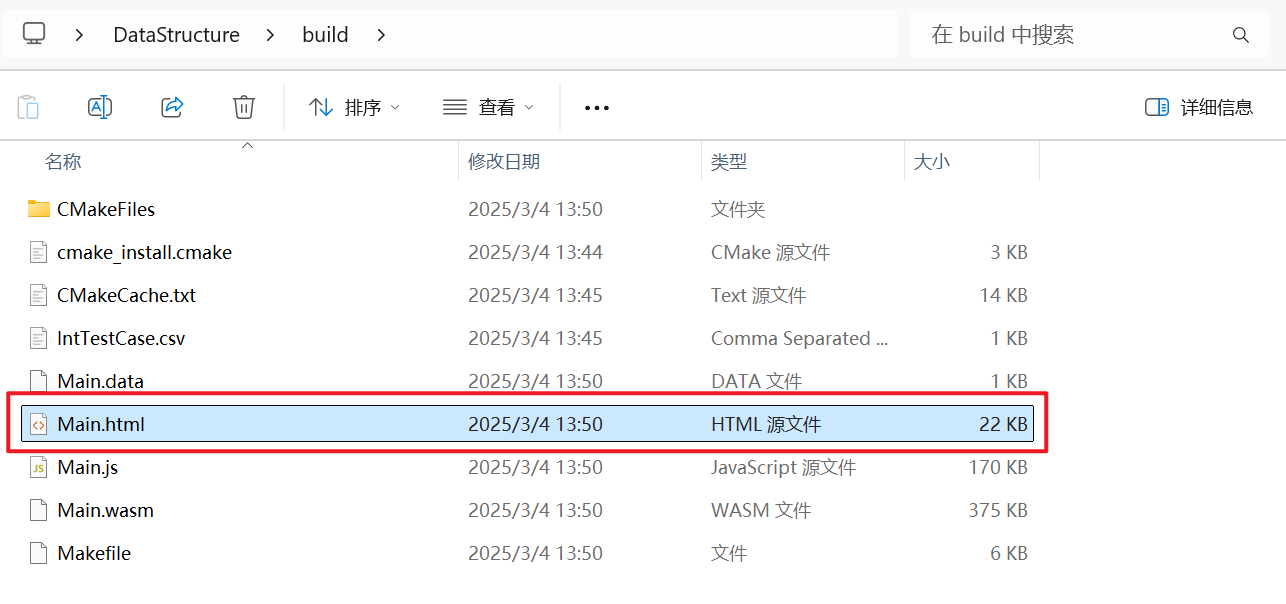 DataStructure build 在 build 中搜索
排序 查看 详细信息
名称 修改日期 类型 大小
CMakeFiles 2025/3/4 13:50 文件夹
cmake_install.cmake 2025/3/4 13:44 CMake 源文件 3 KB
CMakeCache.txt 2025/3/4 13:45 Text 源文件 14 KB
IntTestCase.csv 2025/3/4 13:45 Comma Separated ... 1 KB
Main.data 2025/3/4 13:50 DATA 文件 1 KB
Main.html 2025/3/4 13:50 HTML 源文件 22 KB
Main.js 2025/3/4 13:50 JavaScript 源文件 170 KB
Main.wasm 2025/3/4 13:50 WASM 文件 375 KB
Makefile 2025/3/4 13:50 文件 6 KB